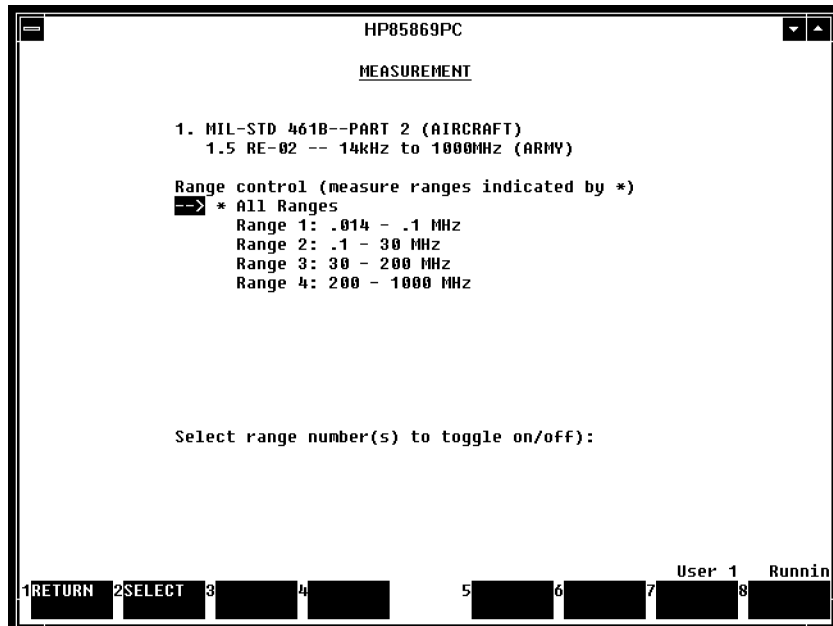 HP85869PC
MEASUREMENT
1. MIL-STD 461B--PART 2 (AIRCRAFT)
1.5 RE-02 -- 14kHz to 1000MHz (ARMY)
Range control (measure ranges indicated by *)
--> * All Ranges
Range 1: .014 - .1 MHz
Range 2: .1 - 30 MHz
Range 3: 30 - 200 MHz
Range 4: 200 - 1000 MHz
Select range number(s) to toggle on/off):
User 1 Runnin
1RETURN 2SELECT 3 4 5 6 7 8